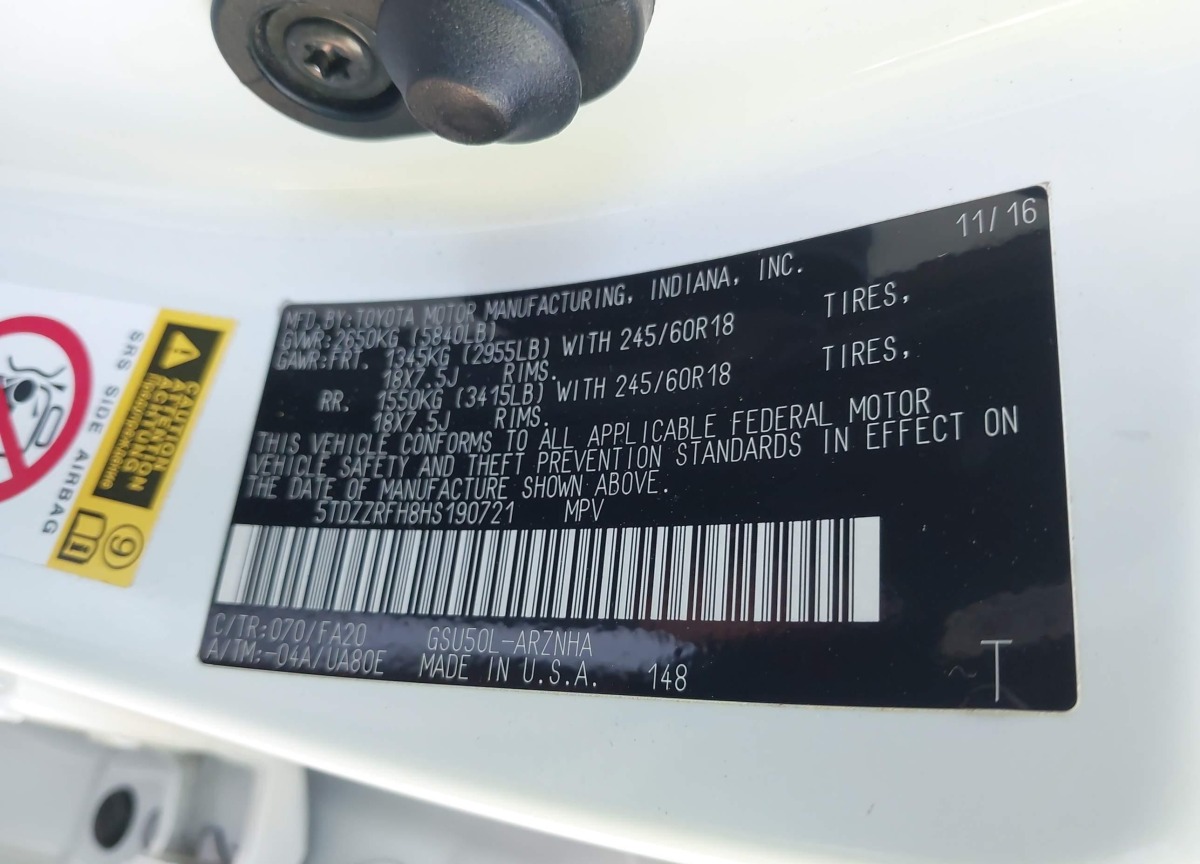 11/16
MFD.BY:TOYOTA MOTOR MANUFACTURING, INDIANA, INC.
GVWR:2650KG (5840LB)
GAWR:FRT. 1345KG (2955LB) WITH 245/60R18 TIRES,
18X7.5J RIMS.
RR. 1550KG (3415LB) WITH 245/60R18 TIRES,
18X7.5J RIMS.
THIS VEHICLE CONFORMS TO ALL APPLICABLE FEDERAL MOTOR
VEHICLE SAFETY AND THEFT PREVENTION STANDARDS IN EFFECT ON
THE DATE OF MANUFACTURE SHOWN ABOVE.
5TDZZRFH8HS190721 MPV
C/TR:070/FA20 GSU50L-ARZNHA
A/TM:-04A/UA80E MADE IN U.S.A. 148
T
SRS SIDE AIRBAG
CAUTION
ATTENTION
ACHTUNG
6